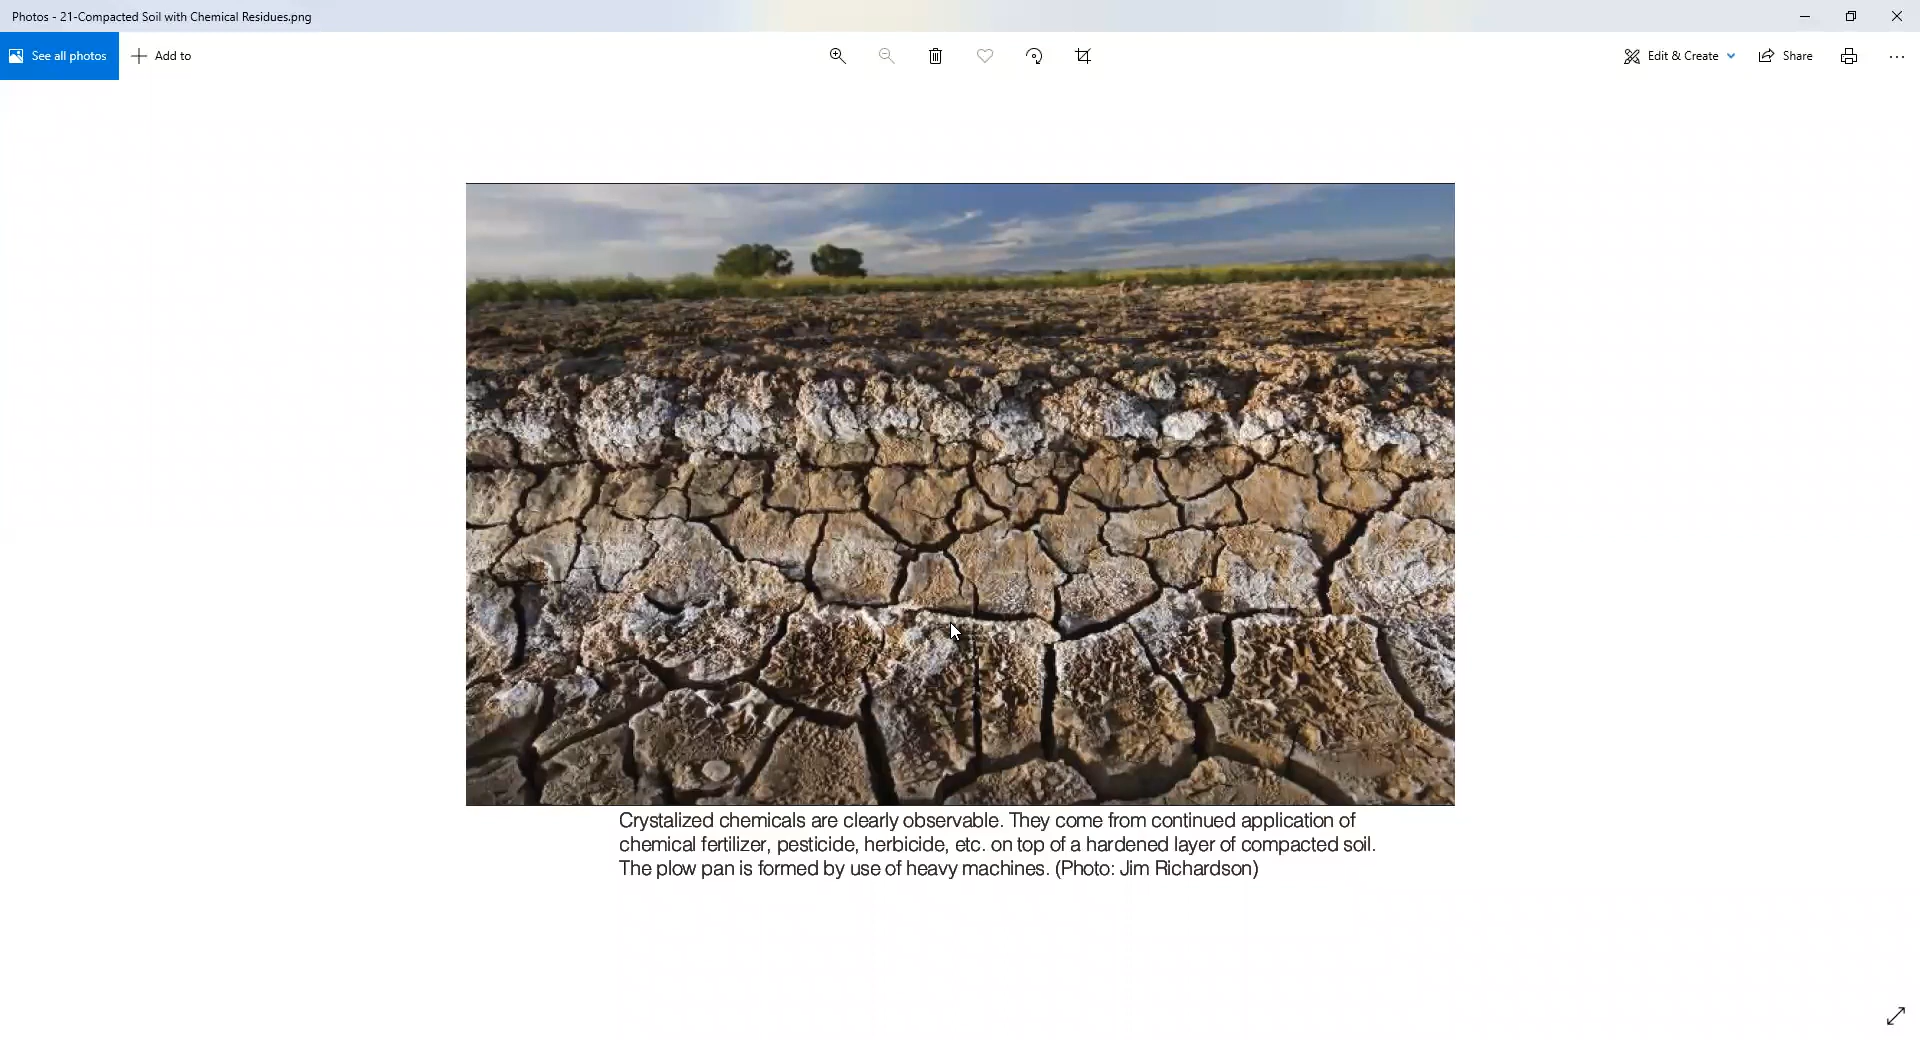 Photos - 21-Compacted Soil with Chemical Residues.png
See all photos
Add to
Edit & Create
Share
Crystalized chemicals are clearly observable. They come from continued application of
chemical fertilizer, pesticide, herbicide, etc. on top of a hardened layer of compacted soil.
The plow pan is formed by use of heavy machines. (Photo: Jim Richardson)